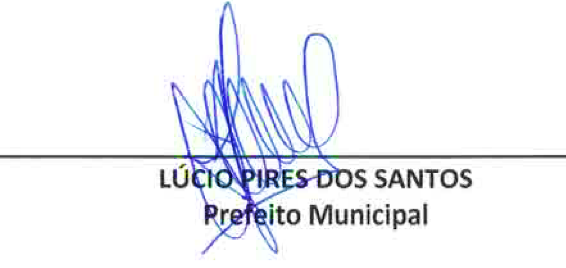 LÚCIO PIRES DOS SANTOS
Prefeito Municipal